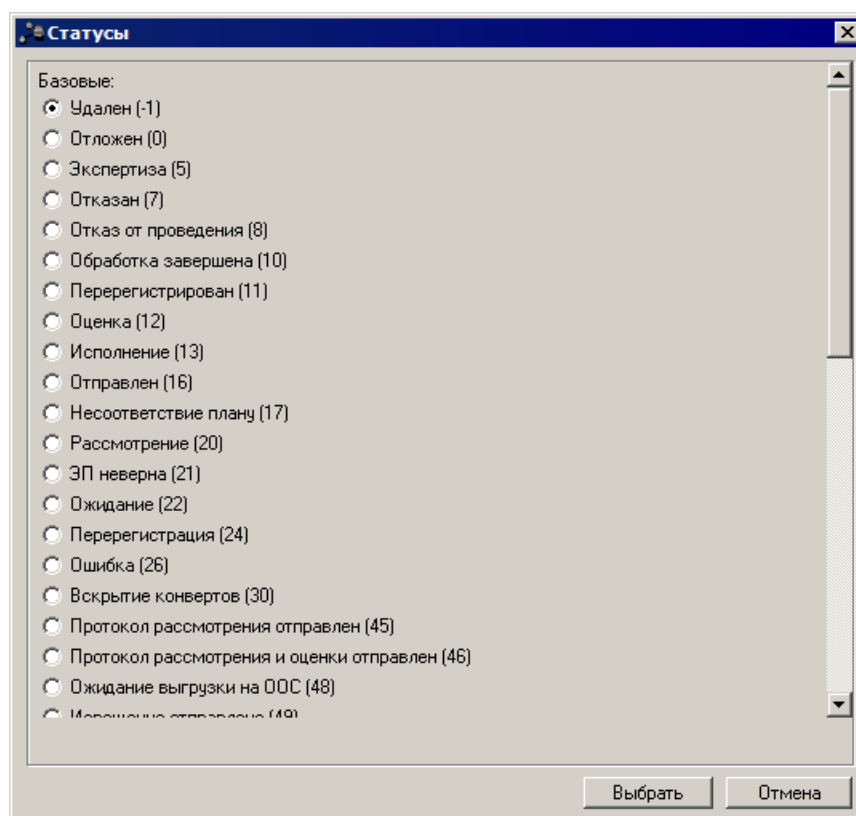 Статусы
Базовые:
Удален (-1)
Отложен (0)
Экспертиза (5)
Отказан (7)
Отказ от проведения (8)
Обработка завершена (10)
Перерегистрирован (11)
Оценка (12)
Исполнение (13)
Отправлен (16)
Несоответствие плану (17)
Рассмотрение (20)
ЭП неверна (21)
Ожидание (22)
Перерегистрация (24)
Ошибка (26)
Вскрытие конвертов (30)
Протокол рассмотрения отправлен (45)
Протокол рассмотрения и оценки отправлен (46)
Ожидание выгрузки на ООС (48)
Извещение отправлено (49)
Выбрать
Отмена